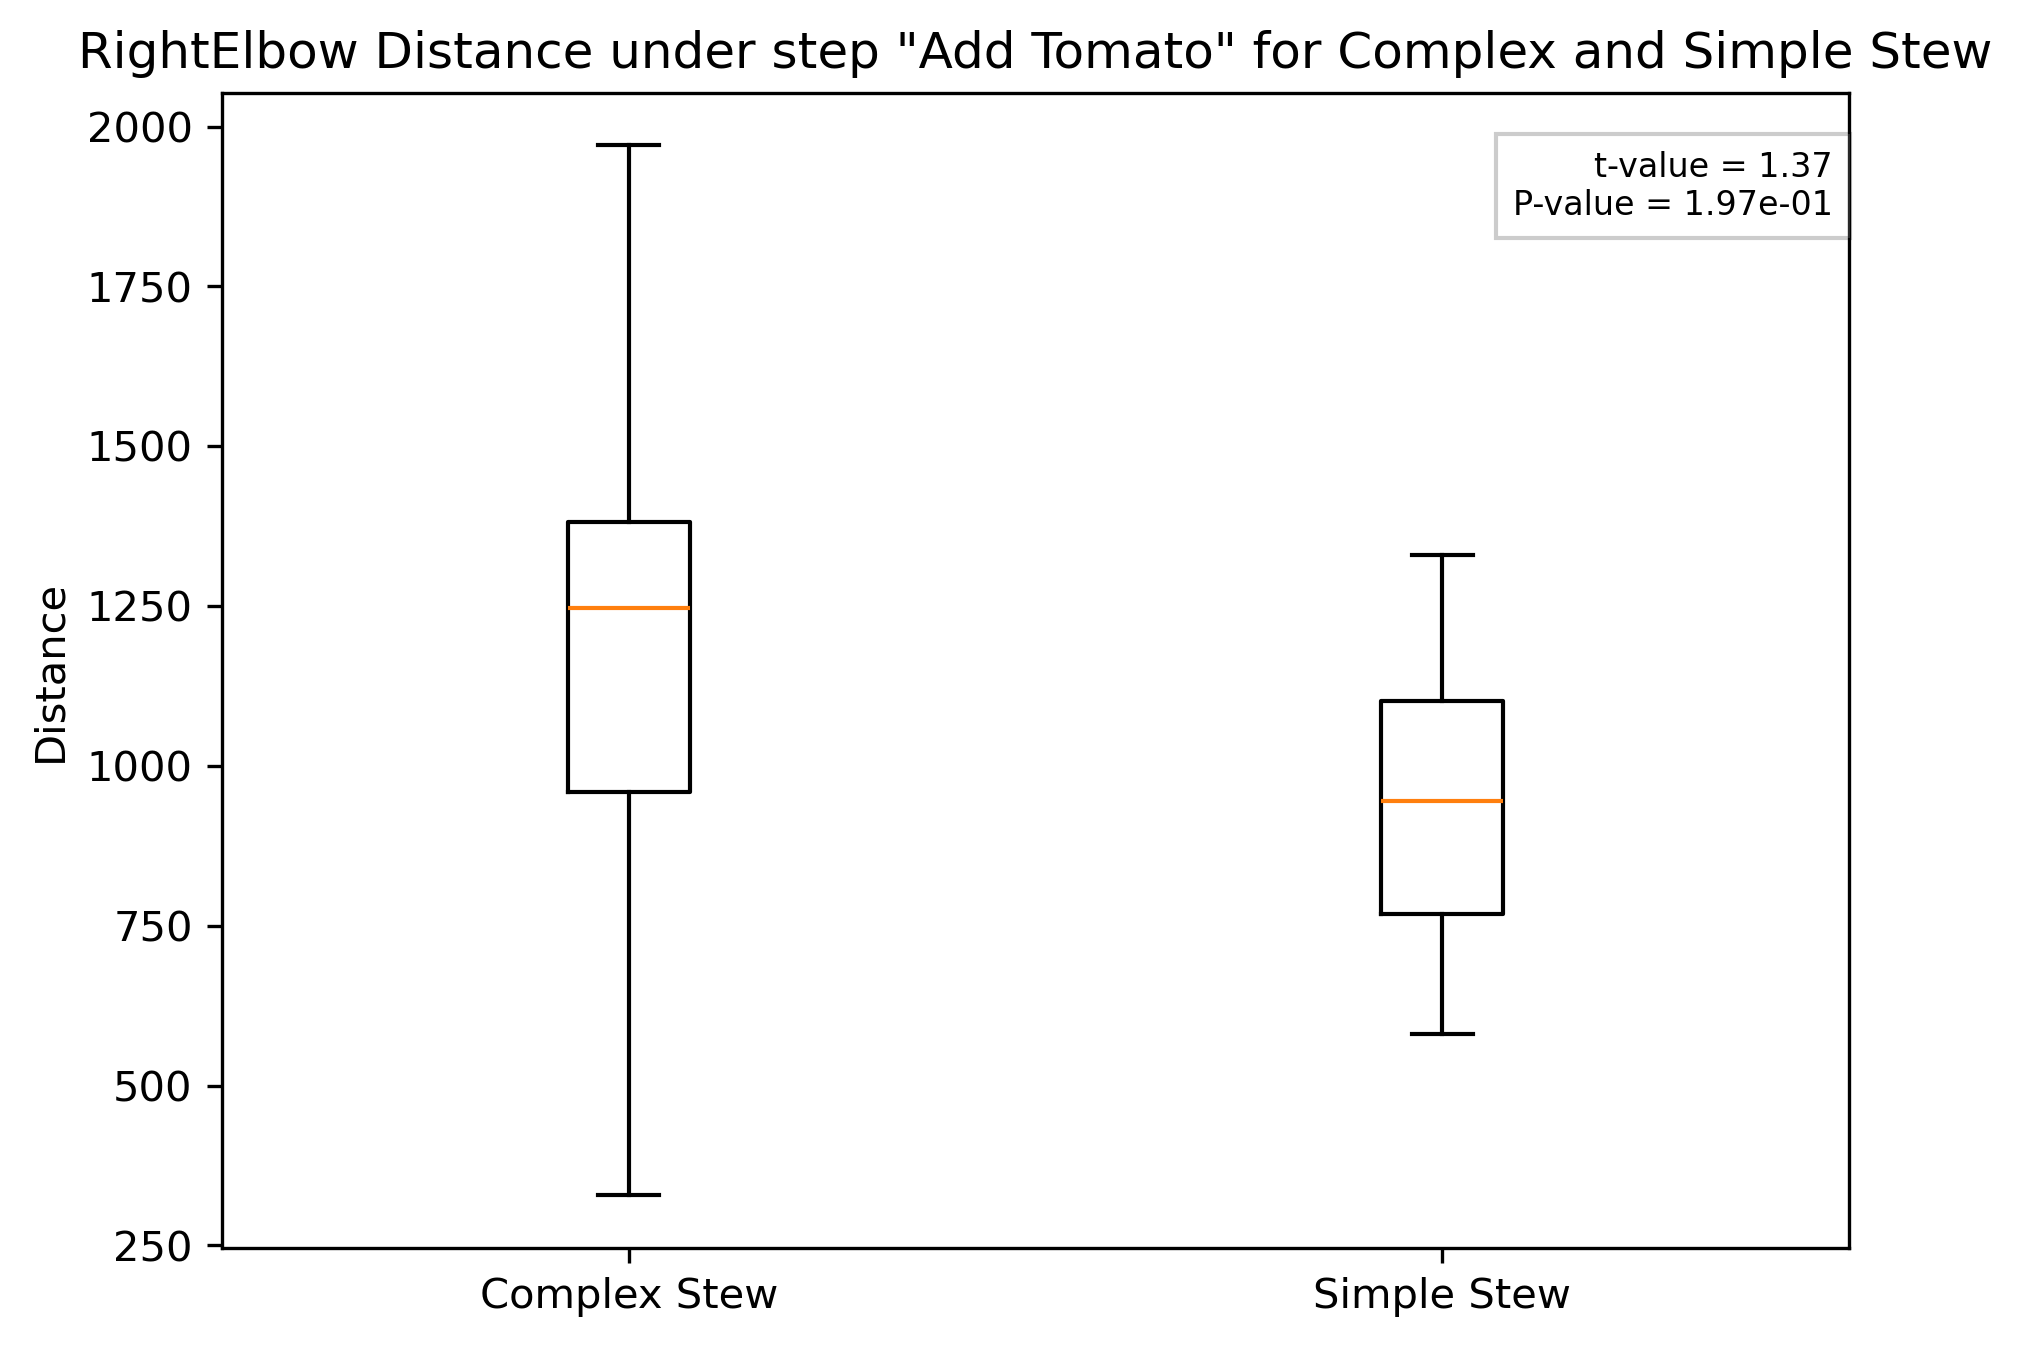 RightElbow Distance under step "Add Tomato" for Complex and Simple Stew
2000
t-value = 1.37
P-value = 1.97e-01
1750
1500
1250
Distance
1000
750
500
250
Complex Stew
Simple Stew